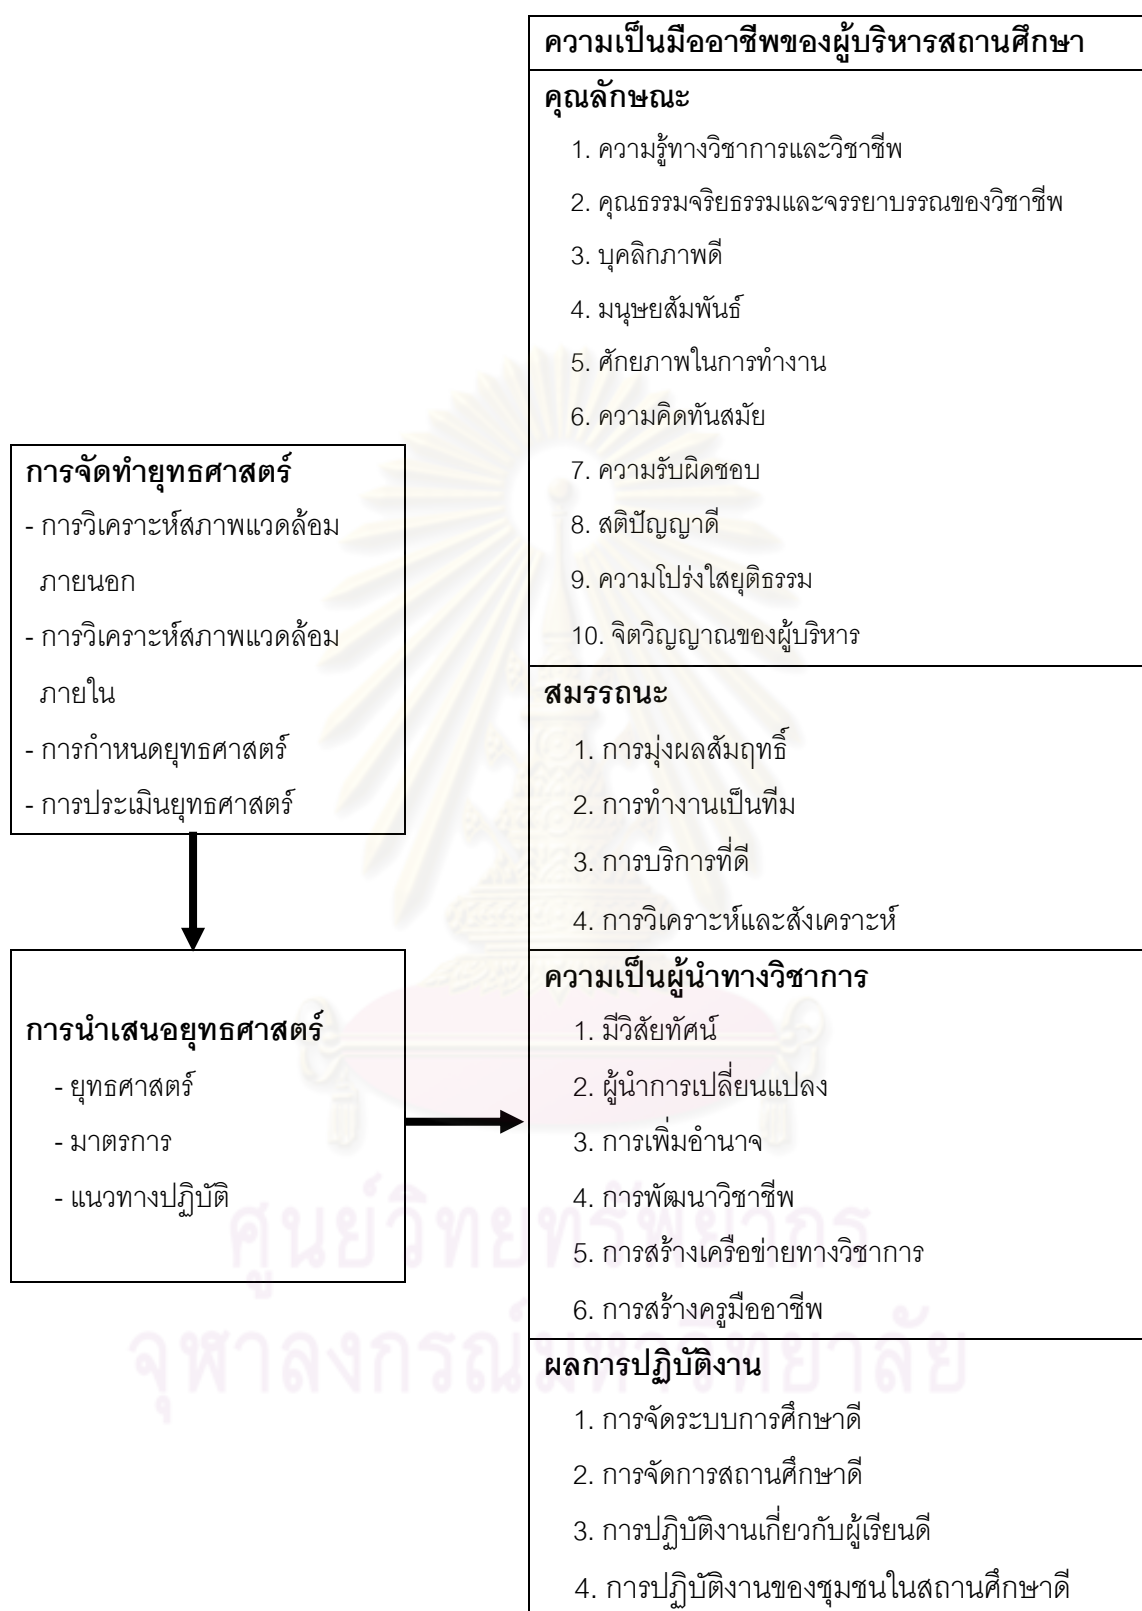 ความเป็นมืออาชีพของผู้บริหารสถานศึกษา
คุณลักษณะ
1. ความรู้ทางวิชาการและวิชาชีพ
2. คุณธรรมจริยธรรมและจรรยาบรรณของวิชาชีพ
3. บุคลิกภาพดี
4. มนุษยสัมพันธ์
5. ศักยภาพในการทำงาน
6. ความคิดทันสมัย
7. ความรับผิดชอบ
8. สติปัญญาดี
9. ความโปร่งใสยุติธรรม
10. จิตวิญญาณของผู้บริหาร
สมรรถนะ
1. การมุ่งผลสัมฤทธิ์
2. การทำงานเป็นทีม
3. การบริการที่ดี
4. การวิเคราะห์และสังเคราะห์
ความเป็นผู้นำทางวิชาการ
1. มีวิสัยทัศน์
2. ผู้นำการเปลี่ยนแปลง
3. การเพิ่มอำนาจ
4. การพัฒนาวิชาชีพ
5. การสร้างเครือข่ายทางวิชาการ
6. การสร้างครูมืออาชีพ
ผลการปฏิบัติงาน
1. การจัดระบบการศึกษาดี
2. การจัดการสถานศึกษาดี
3. การปฏิบัติงานเกี่ยวกับผู้เรียนดี
4. การปฏิบัติงานของชุมชนในสถานศึกษาดี
การจัดทำยุทธศาสตร์
- การวิเคราะห์สภาพแวดล้อม
ภายนอก
- การวิเคราะห์สภาพแวดล้อม
ภายใน
- การกำหนดยุทธศาสตร์
- การประเมินยุทธศาสตร์
การนำเสนอยุทธศาสตร์
- ยุทธศาสตร์
- มาตรการ
- แนวทางปฏิบัติ
ศูนย์วิทยทรัพยากร
จุฬาลงกรณ์มหาวิทยาลัย